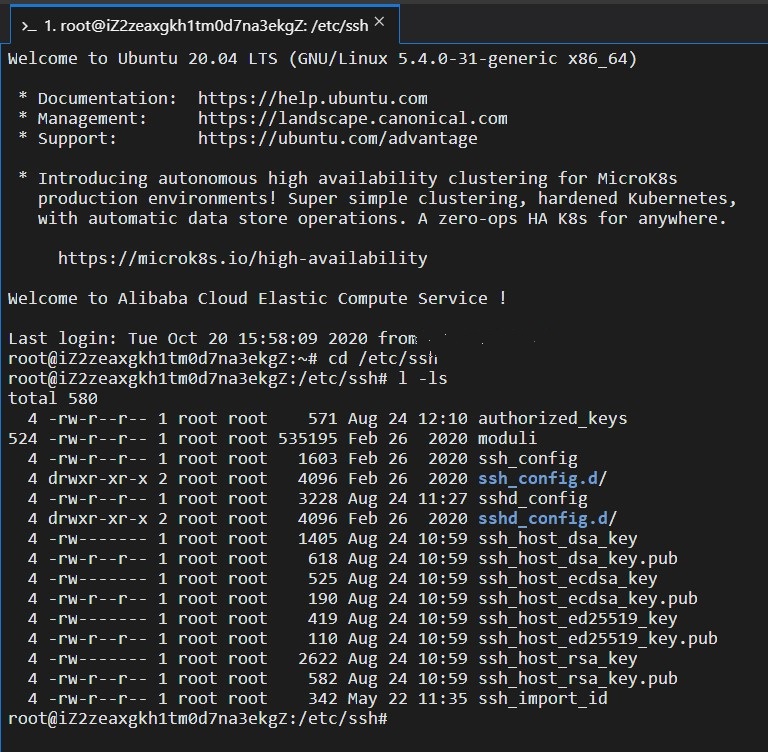 >_ 1. root@iZ2zeaxgkh1tm0d7na3ekgZ: /etc/ssh ×
Welcome to Ubuntu 20.04 LTS (GNU/Linux 5.4.0-31-generic x86_64)
* Documentation:  https://help.ubuntu.com
* Management:     https://landscape.canonical.com
* Support:        https://ubuntu.com/advantage
* Introducing autonomous high availability clustering for MicroK8s
production environments! Super simple clustering, hardened Kubernetes,
with automatic data store operations. A zero-ops HA K8s for anywhere.
https://microk8s.io/high-availability
Welcome to Alibaba Cloud Elastic Compute Service !
Last login: Tue Oct 20 15:58:09 2020 from
root@iZ2zeaxgkh1tm0d7na3ekgZ:~# cd /etc/ssh
root@iZ2zeaxgkh1tm0d7na3ekgZ:/etc/ssh# l -ls
total 580
4 -rw-r--r-- 1 root root    571 Aug 24 12:10 authorized_keys
524 -rw-r--r-- 1 root root 535195 Feb 26  2020 moduli
4 -rw-r--r-- 1 root root   1603 Feb 26  2020 ssh_config
4 drwxr-xr-x 2 root root   4096 Feb 26  2020 ssh_config.d/
4 -rw-r--r-- 1 root root   3228 Aug 24 11:27 sshd_config
4 drwxr-xr-x 2 root root   4096 Feb 26  2020 sshd_config.d/
4 -rw------- 1 root root   1405 Aug 24 10:59 ssh_host_dsa_key
4 -rw-r--r-- 1 root root    618 Aug 24 10:59 ssh_host_dsa_key.pub
4 -rw------- 1 root root    525 Aug 24 10:59 ssh_host_ecdsa_key
4 -rw-r--r-- 1 root root    190 Aug 24 10:59 ssh_host_ecdsa_key.pub
4 -rw------- 1 root root    419 Aug 24 10:59 ssh_host_ed25519_key
4 -rw-r--r-- 1 root root    110 Aug 24 10:59 ssh_host_ed25519_key.pub
4 -rw------- 1 root root   2622 Aug 24 10:59 ssh_host_rsa_key
4 -rw-r--r-- 1 root root    582 Aug 24 10:59 ssh_host_rsa_key.pub
4 -rw-r--r-- 1 root root    342 May 22 11:35 ssh_import_id
root@iZ2zeaxgkh1tm0d7na3ekgZ:/etc/ssh#